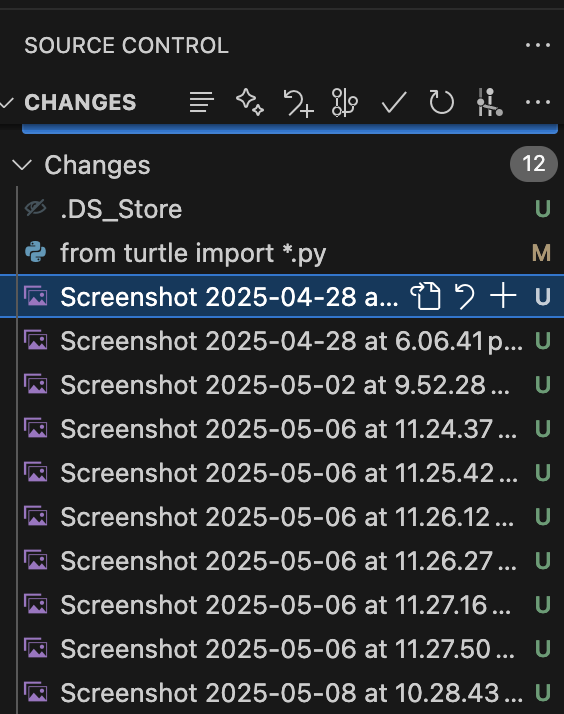 SOURCE CONTROL
CHANGES
Changes 12
.DS_Store U
from turtle import *.py M
Screenshot 2025-04-28 a... U
Screenshot 2025-04-28 at 6.06.41 p... U
Screenshot 2025-05-02 at 9.52.28 ... U
Screenshot 2025-05-06 at 11.24.37 ... U
Screenshot 2025-05-06 at 11.25.42 ... U
Screenshot 2025-05-06 at 11.26.12 ... U
Screenshot 2025-05-06 at 11.26.27 ... U
Screenshot 2025-05-06 at 11.27.16 ... U
Screenshot 2025-05-06 at 11.27.50 ... U
Screenshot 2025-05-08 at 10.28.43 ... U